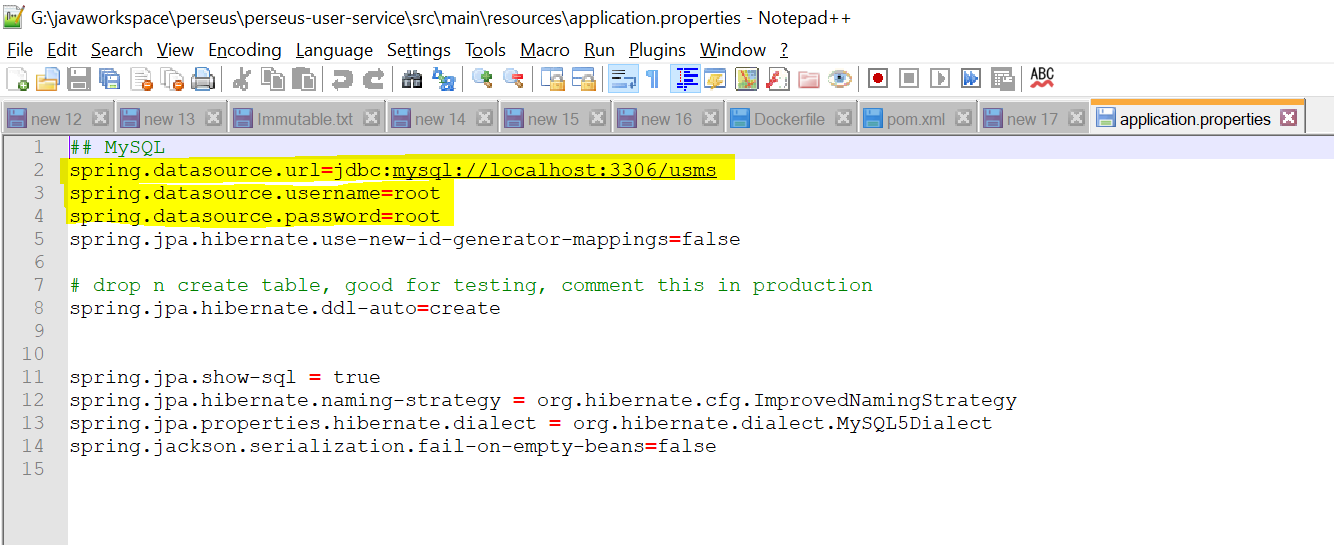 G:\javaworkspace\perseus\perseus-user-service\src\main\resources\application.properties - Notepad++
File Edit Search View Encoding Language Settings Tools Macro Run Plugins Window ?
ABC
new 12 new 13 Immutable.txt new 14 new 15 new 16 Dockerfile pom.xml new 17 application.properties
1 ## MySQL
2 spring.datasource.url=jdbc:mysql://localhost:3306/usms
3 spring.datasource.username=root
4 spring.datasource.password=root
5 spring.jpa.hibernate.use-new-id-generator-mappings=false
6
7 # drop n create table, good for testing, comment this in production
8 spring.jpa.hibernate.ddl-auto=create
9
10
11 spring.jpa.show-sql = true
12 spring.jpa.hibernate.naming-strategy = org.hibernate.cfg.ImprovedNamingStrategy
13 spring.jpa.properties.hibernate.dialect = org.hibernate.dialect.MySQL5Dialect
14 spring.jackson.serialization.fail-on-empty-beans=false
15